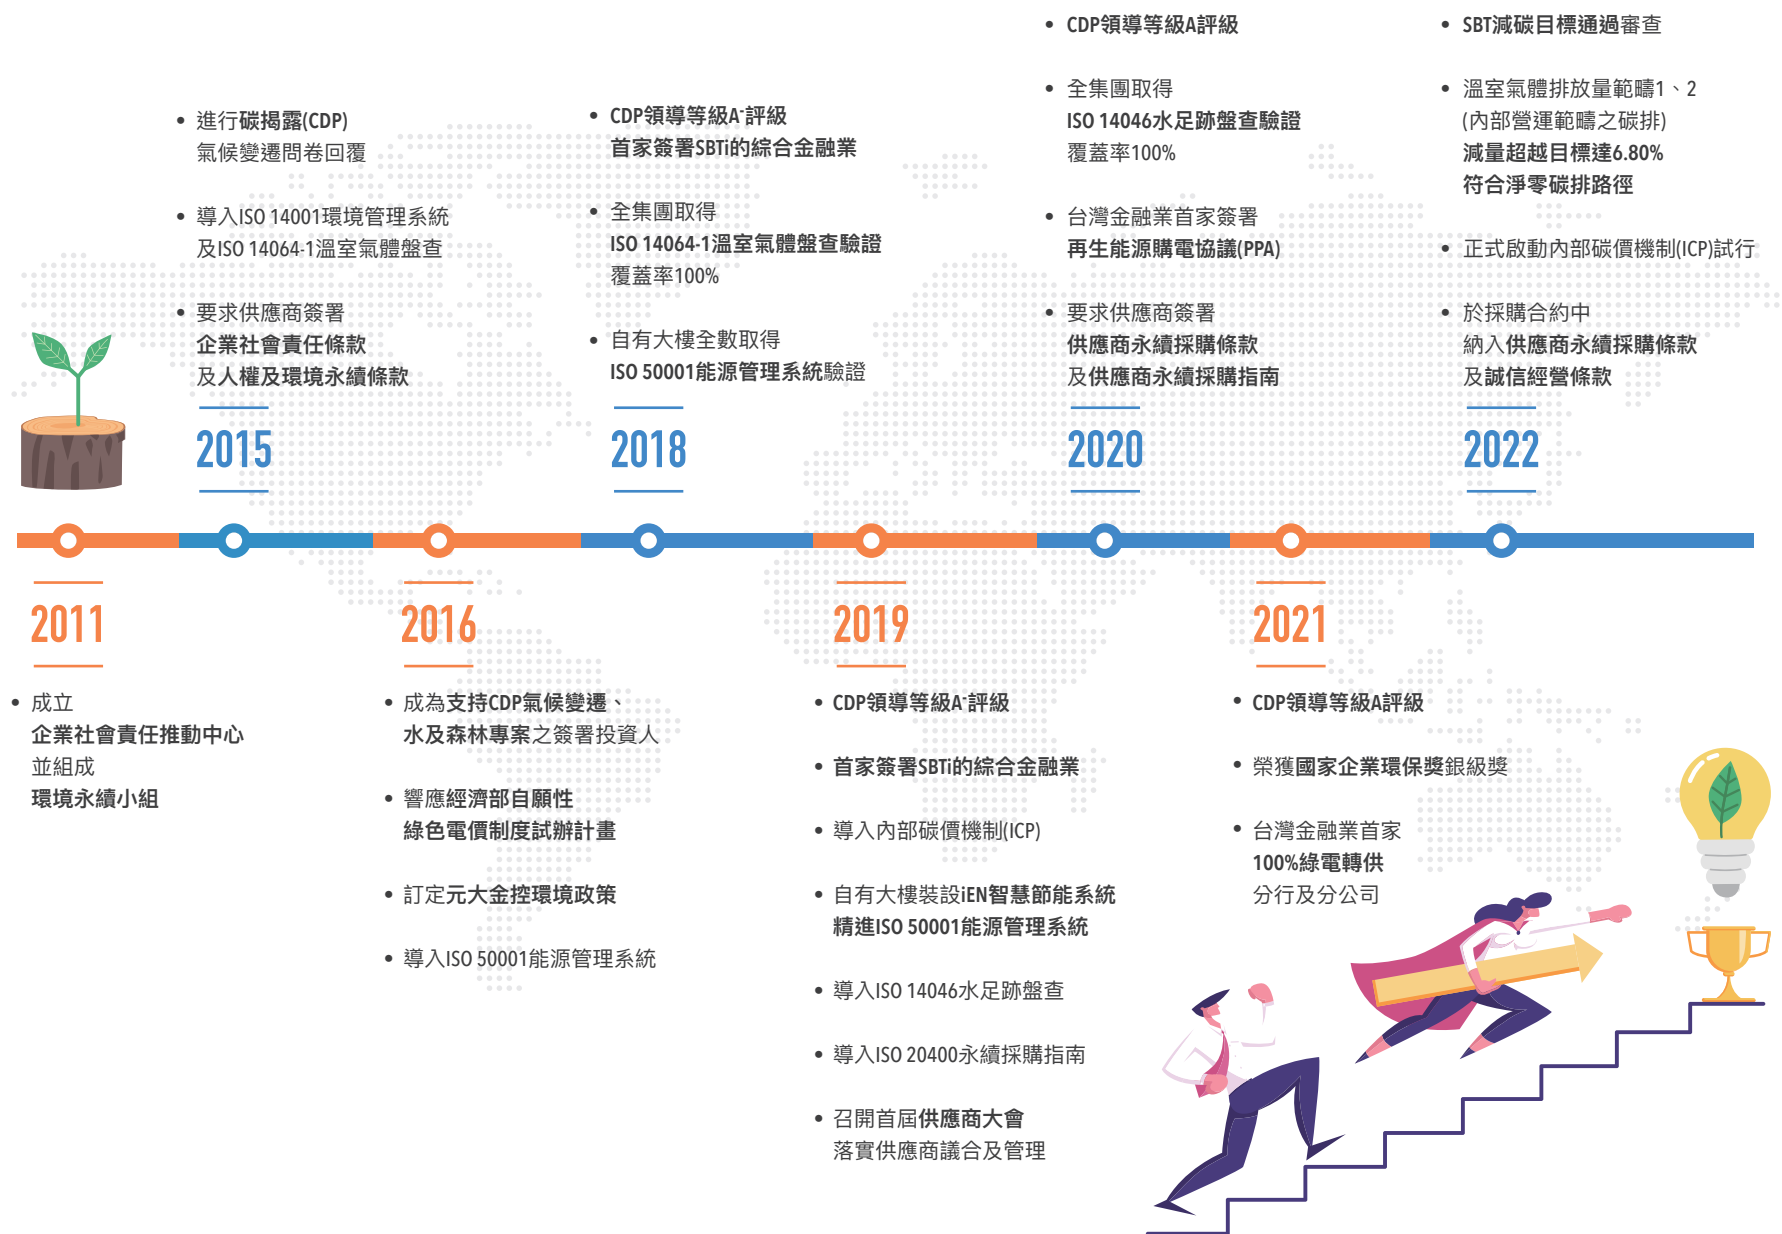 2011
• 成立
企業社會責任推動中心
並組成
環境永續小組
• 進行碳揭露(CDP)
氣候變遷問卷回覆
• 導入ISO 14001環境管理系統
及ISO 14064-1溫室氣體盤查
• 要求供應商簽署
企業社會責任條款
及人權及環境永續條款
2015
2016
• 成為支持CDP氣候變遷、
水及森林專案之簽署投資人
• 響應經濟部自願性
綠色電價制度試辦計畫
• 訂定元大金控環境政策
• 導入ISO 50001能源管理系統
• CDP領導等級A-評級
首家簽署SBTi的綜合金融業
• 全集團取得
ISO 14064-1溫室氣體盤查驗證
覆蓋率100%
• 自有大樓全數取得
ISO 50001能源管理系統驗證
2018
2019
• CDP領導等級A-評級
• 首家簽署SBTi的綜合金融業
• 導入內部碳價機制(ICP)
• 自有大樓裝設iEN智慧節能系統
精進ISO 50001能源管理系統
• 導入ISO 14046水足跡盤查
• 導入ISO 20400永續採購指南
• 召開首屆供應商大會
落實供應商議合及管理
• CDP領導等級A評級
• 全集團取得
ISO 14046水足跡盤查驗證
覆蓋率100%
• 台灣金融業首家簽署
再生能源購電協議(PPA)
• 要求供應商簽署
供應商永續採購條款
及供應商永續採購指南
2020
2021
• CDP領導等級A評級
• 榮獲國家企業環保獎銀級獎
• 台灣金融業首家
100%綠電轉供
分行及分公司
• SBT減碳目標通過審查
• 溫室氣體排放量範疇1、2
(內部營運範疇之碳排)
減量超越目標達6.80%
符合淨零碳排路徑
• 正式啟動內部碳價機制(ICP)試行
• 於採購合約中
納入供應商永續採購條款
及誠信經營條款
2022